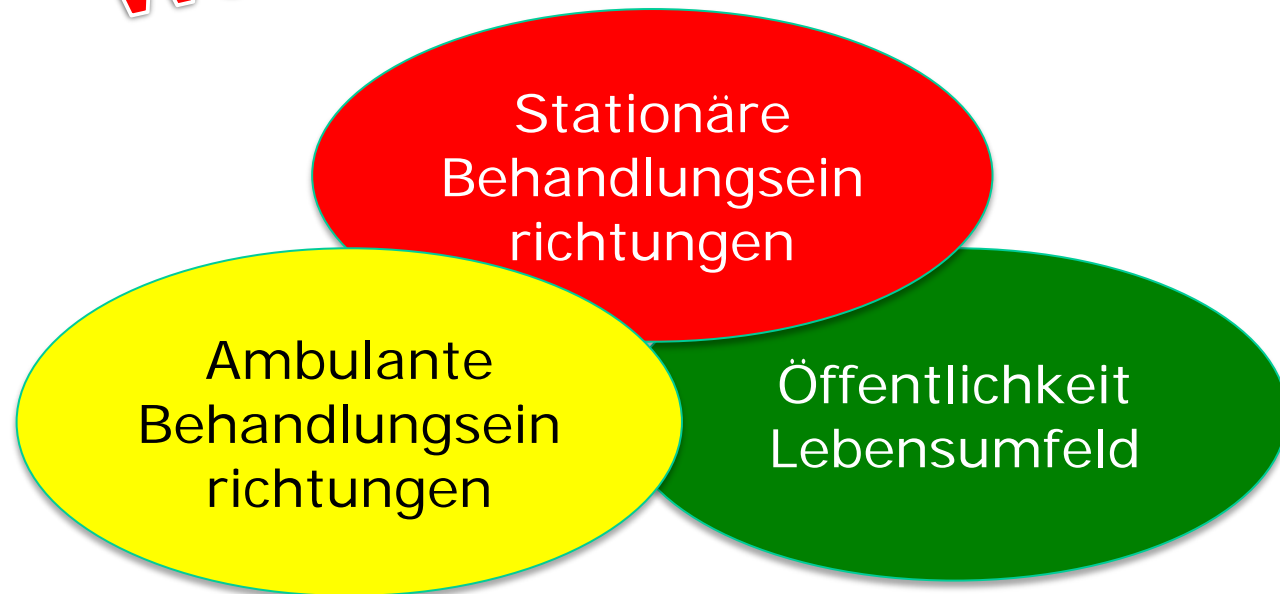 Stationäre
Behandlungsein
richtungen
Ambulante
Behandlungsein
richtungen
Öffentlichkeit
Lebensumfeld